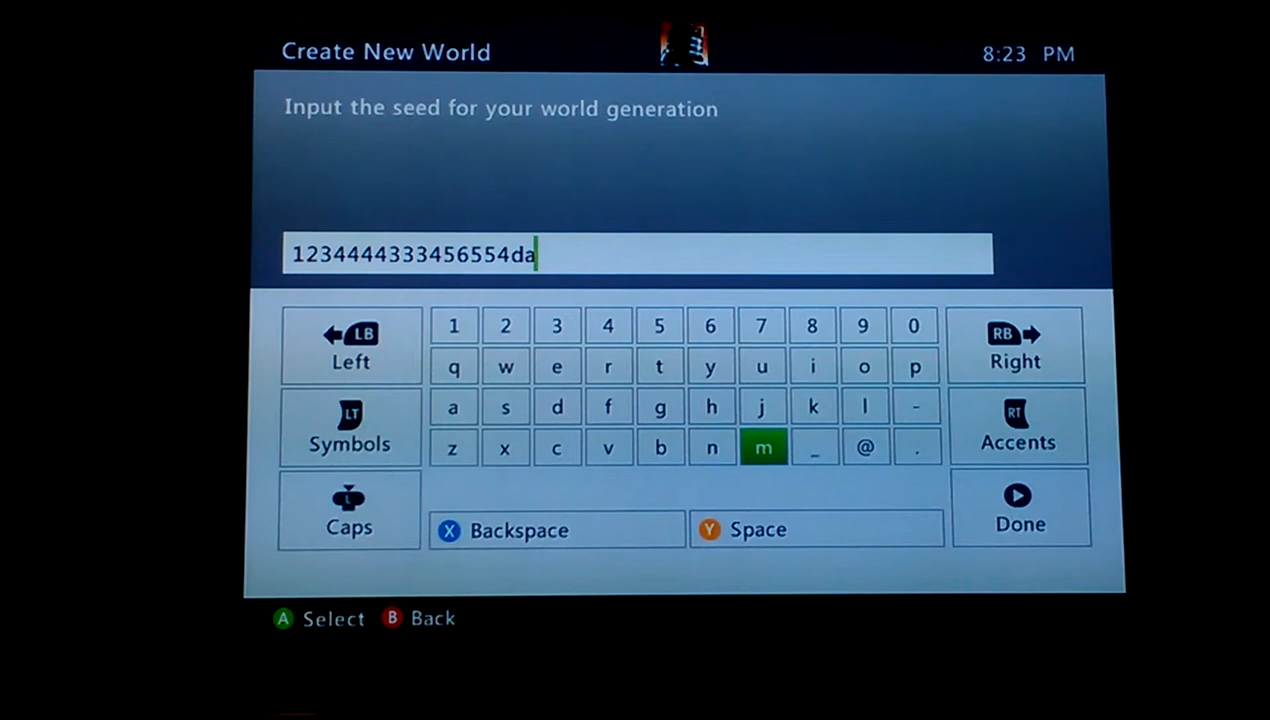 Create New World
8:23 PM
Input the seed for your world generation
1234444333456554da
LB
Left
1 2 3 4 5 6 7 8 9 0
RB
Right
q w e r t y u i o p
LT
Symbols
a s d f g h j k l -
RT
Accents
z x c v b n m _ @ .
L
Caps
X Backspace
Y Space
Done
A Select B Back